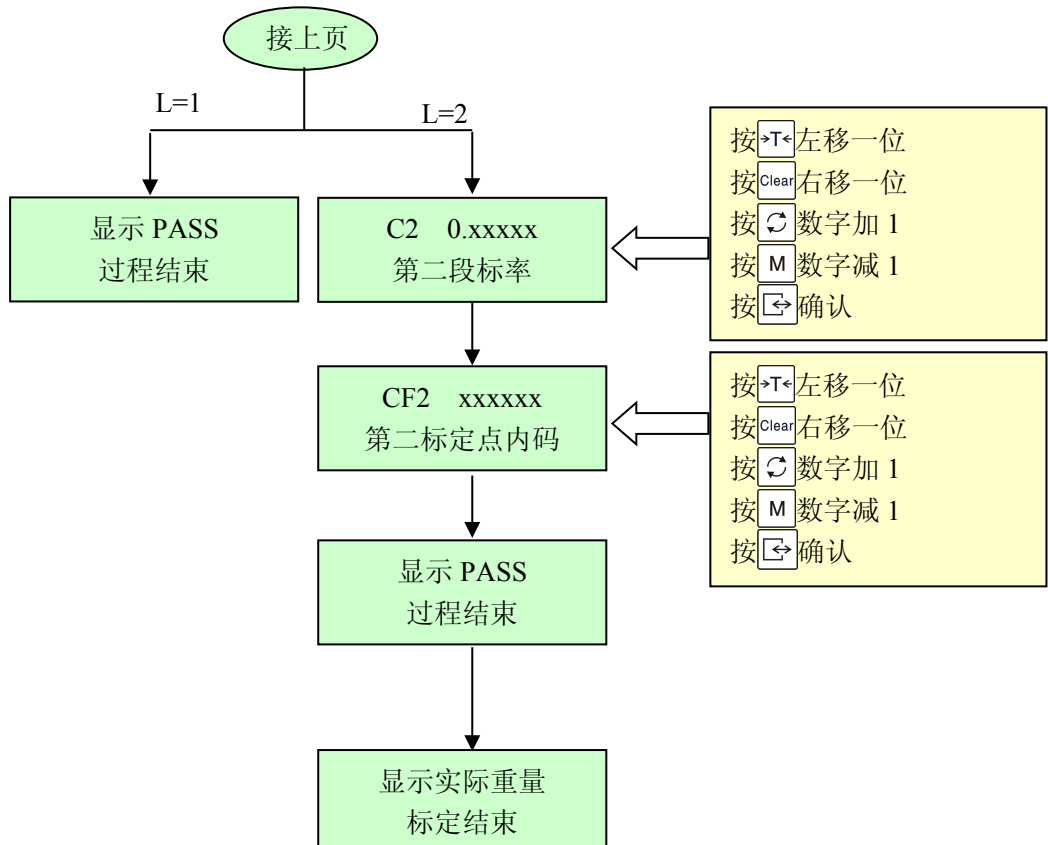 接上页
L=1
L=2
显示 PASS
过程结束
C2 0.xxxxx
第二段标率
按→T←左移一位
按Clear右移一位
按数字加 1
按M数字减 1
按确认
CF2 xxxxxx
第二标定点内码
按→T←左移一位
按Clear右移一位
按数字加 1
按M数字减 1
按确认
显示 PASS
过程结束
显示实际重量
标定结束